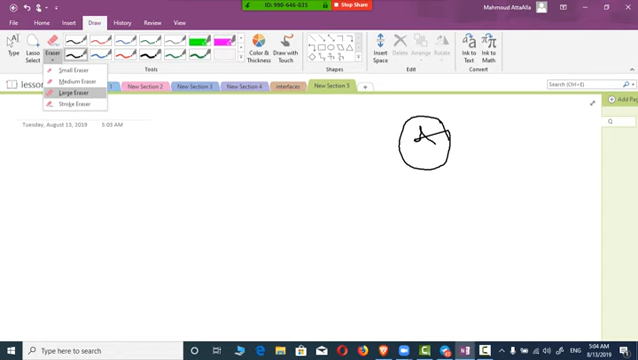 ID: 990-646-035
Stop Share
Mahmoud AttaAlla
File
Home
Insert
Draw
History
Review
View
Type
Lasso Select
Eraser
Color & Thickness
Draw with Touch
Shapes
Insert Space
Delete
Arrange
Ink to Text
Ink to Math
Tools
Shapes
Edit
Convert
Small Eraser
Medium Eraser
Large Eraser
Stroke Eraser
lesson
1
New Section 2
New Section 3
New Section 4
interfaces
New Section 5
+
Search (Ctrl+E)
Add Pag
Q
Tuesday, August 13, 2019
5:03 AM
Type here to search
ENG
5:04 AM
8/13/2019